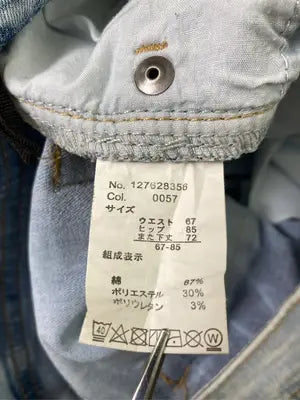 No. 127628356
Col. 0057
サイズ
ウエスト 67
ヒップ 85
また下丈 72
67-85
組成表示
綿 67%
ポリエステル 30%
ポリウレタン 3%
40 W